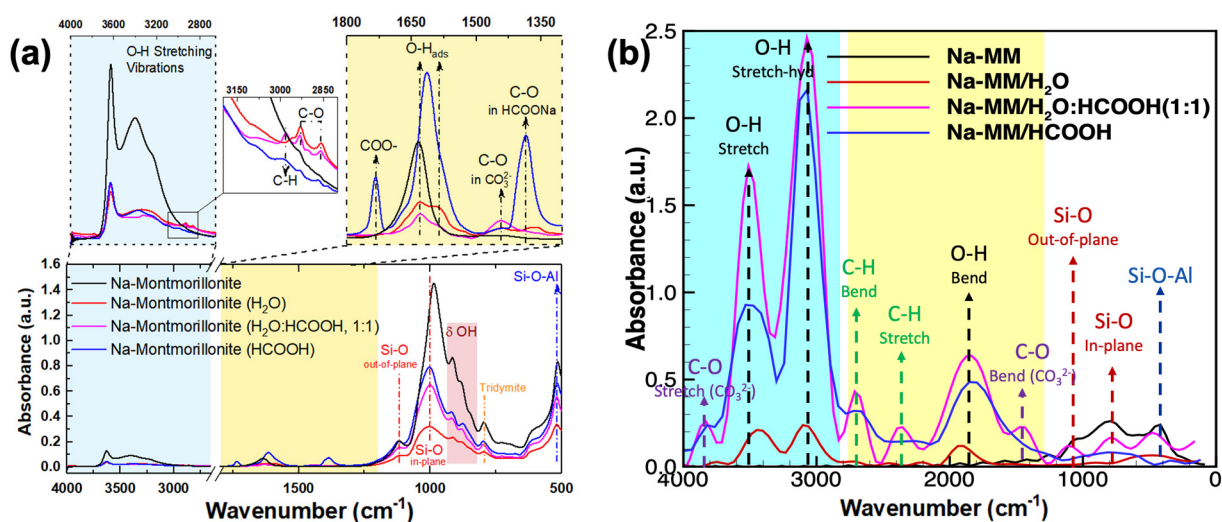 (a)
4000 3600 3200 2800
O-H Stretching
Vibrations
3150 3000 2850
C-O
C-H
1800 1650 1500 1350
O-Hads
C-O
in HCOONa
COO-
C-O
in CO₃²⁻
Absorbance (a.u.)
1.6
1.4
1.2
1.0
0.8
0.6
0.4
0.2
0.0
Na-Montmorillonite
Na-Montmorillonite (H₂O)
Na-Montmorillonite (H₂O:HCOOH, 1:1)
Na-Montmorillonite (HCOOH)
Si-O-Al
δ OH
Si-O
out-of-plane
Tridymite
Si-O
in-plane
4000 3500 3000 1500 1000 500
Wavenumber (cm⁻¹)
(b)
Absorbance (a.u.)
2.5
2.0
1.5
1.0
0.5
0.0
O-H
Stretch-hyd
O-H
Stretch
Na-MM
Na-MM/H₂O
Na-MM/H₂O:HCOOH(1:1)
Na-MM/HCOOH
Si-O
Out-of-plane
O-H
Bend
C-H
Bend
Si-O-Al
C-H
Stretch
Si-O
In-plane
C-O
Stretch (CO₃²⁻)
C-O
Bend (CO₃²⁻)
4000 3000 2000 1000 0
Wavenumber (cm⁻¹)